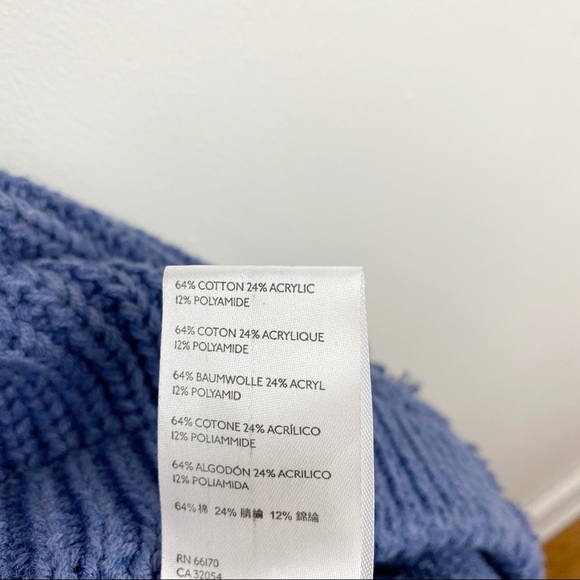 64% COTTON 24% ACRYLIC
12% POLYAMIDE
64% COTON 24% ACRYLIQUE
12% POLYAMIDE
64% BAUMWOLLE 24% ACRYL
12% POLYAMID
64% COTONE 24% ACRÍLICO
12% POLIAMMIDE
64% ALGODÓN 24% ACRILICO
12% POLIAMIDA
64% 棉 24% 腈綸 12% 錦綸
RN 66170
CA 32054